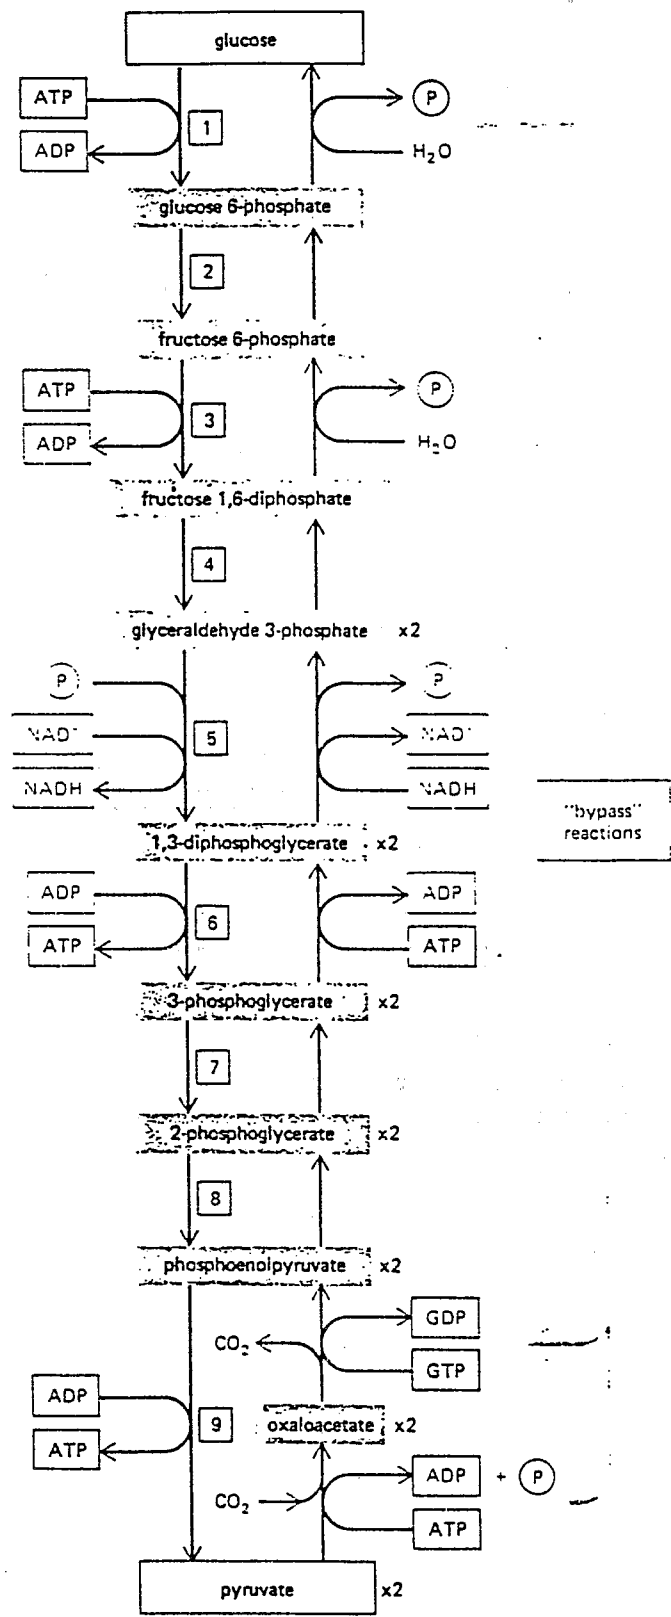 glucose
ATP
P
1
ADP
H₂O
glucose 6-phosphate
2
fructose 6-phosphate
ATP
P
3
ADP
H₂O
fructose 1,6-diphosphate
4
glyceraldehyde 3-phosphate x2
P
P
NAD⁺
5
NAD⁺
NADH
NADH
"bypass"
reactions
1,3-diphosphoglycerate x2
ADP
ADP
6
ATP
ATP
3-phosphoglycerate x2
7
2-phosphoglycerate x2
8
phosphoenolpyruvate x2
GDP
CO₂
GTP
ADP
9
oxaloacetate x2
ATP
ADP + P
CO₂
ATP
pyruvate x2